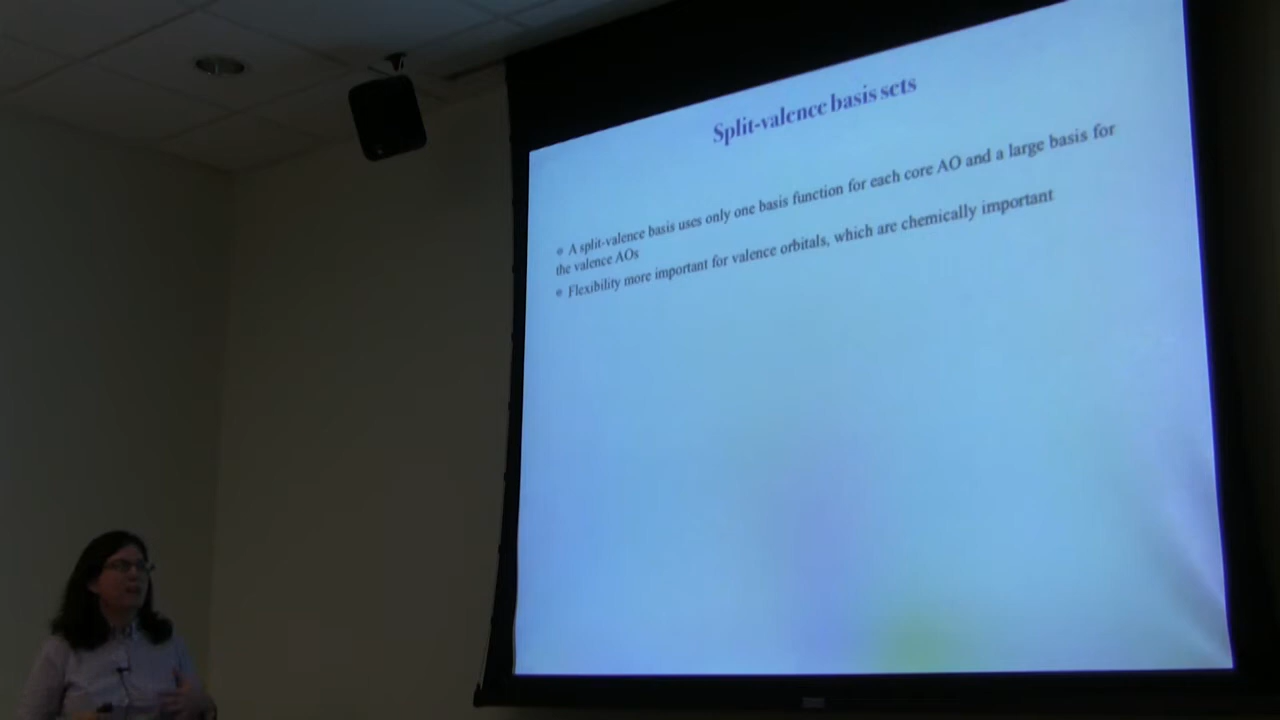 Split-valence basis sets
A split-valence basis uses only one basis function for each core AO and a large basis for
the valence AOs
Flexibility more important for valence orbitals, which are chemically important